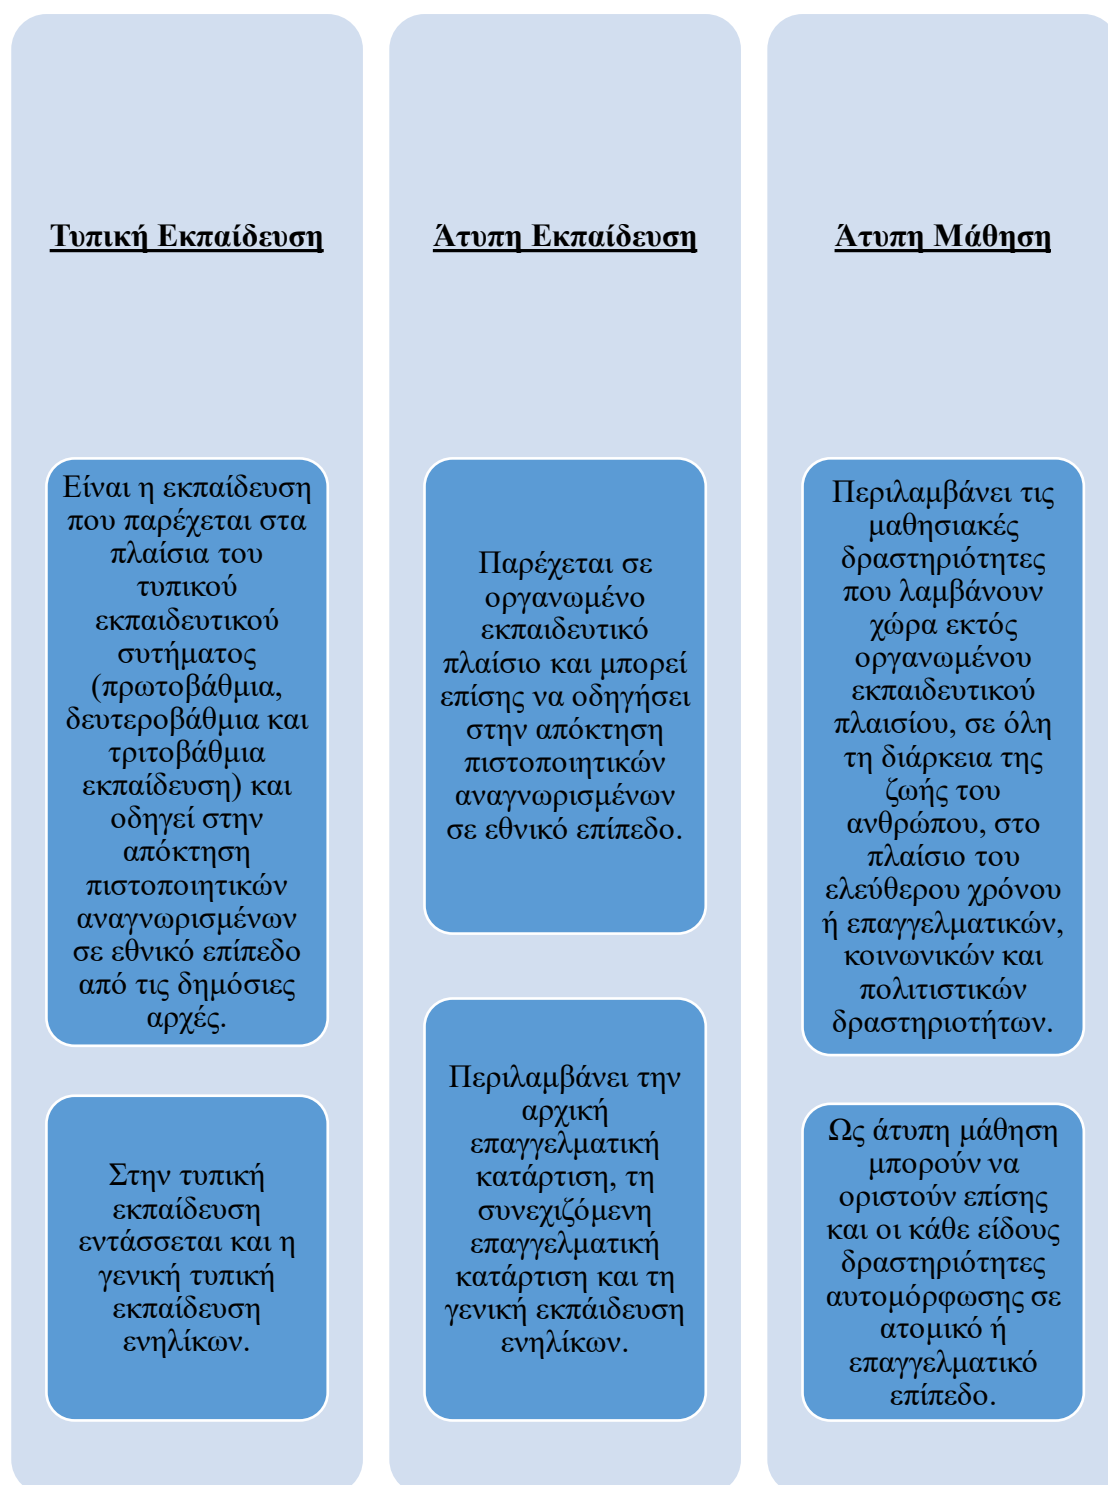 Τυπική Εκπαίδευση
Είναι η εκπαίδευση
που παρέχεται στα
πλαίσια του
τυπικού
εκπαιδευτικού
συτήματος
(πρωτοβάθμια,
δευτεροβάθμια και
τριτοβάθμια
εκπαίδευση) και
οδηγεί στην
απόκτηση
πιστοποιητικών
αναγνωρισμένων
σε εθνικό επίπεδο
από τις δημόσιες
αρχές.
Στην τυπική
εκπαίδευση
εντάσσεται και η
γενική τυπική
εκπαίδευση
ενηλίκων.
Άτυπη Εκπαίδευση
Παρέχεται σε
οργανωμένο
εκπαιδευτικό
πλαίσιο και μπορεί
επίσης να οδηγήσει
στην απόκτηση
πιστοποιητικών
αναγνωρισμένων
σε εθνικό επίπεδο.
Περιλαμβάνει την
αρχική
επαγγελματική
κατάρτιση, τη
συνεχιζόμενη
επαγγελματική
κατάρτιση και τη
γενική εκπάιδευση
ενηλίκων.
Άτυπη Μάθηση
Περιλαμβάνει τις
μαθησιακές
δραστηριότητες
που λαμβάνουν
χώρα εκτός
οργανωμένου
εκπαιδευτικού
πλαισίου, σε όλη
τη διάρκεια της
ζωής του
ανθρώπου, στο
πλαίσιο του
ελεύθερου χρόνου
ή επαγγελματικών,
κοινωνικών και
πολιτιστικών
δραστηριοτήτων.
Ως άτυπη μάθηση
μπορούν να
οριστούν επίσης
και οι κάθε είδους
δραστηριότητες
αυτομόρφωσης σε
ατομικό ή
επαγγελματικό
επίπεδο.